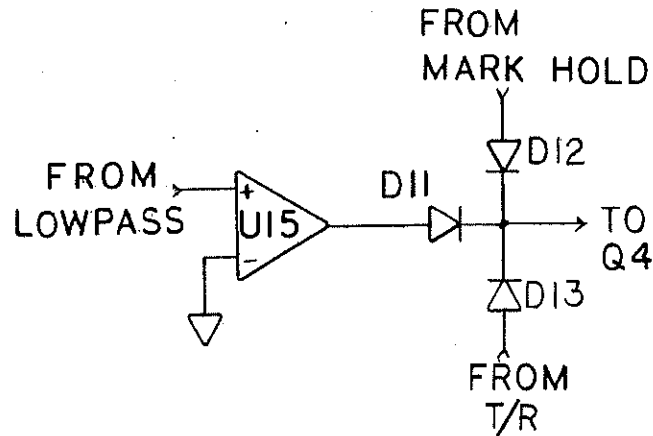 FROM
MARK HOLD
D12
D11
FROM
LOWPASS
+
U15
-
TO
Q4
D13
FROM
T/R